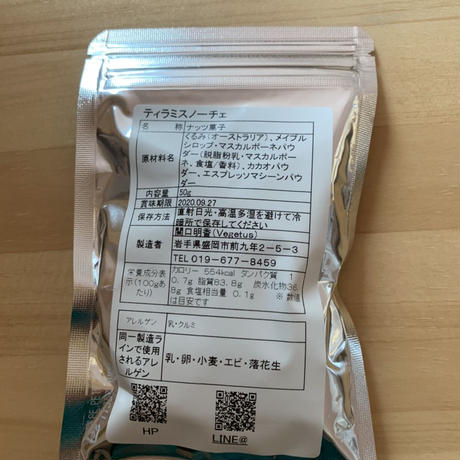 ティラミスノーチェ
名 称 ナッツ菓子
原材料名 くるみ(オーストラリア)、メイプル
シロップ・マスカルポーネパウ
ダー(脱脂粉乳・マスカルポー
ネ、食塩/香料)、カカオパウ
ダー、エスプレッソマシーンパウ
ダー
内容量 50g
賞味期限 2020.09.27
保存方法 直射日光・高温多湿を避けて冷
暗所で保存してください
製造者 関口明香(Vegetus)
岩手県盛岡市前九年2-5-3
TEL 019-677-8459
栄養成分表
示(100gあ
たり)
カロリー 554kcal タンパク質 1
0.7g 脂質83.8g 炭水化物36.
8g 食塩相当量 0.1g ※ 数値
は目安です
アレルゲン 乳・クルミ
同一製造ラ
インで使用
されるアレ
ルゲン
乳・卵・小麦・エビ・落花生
HP
LINE@